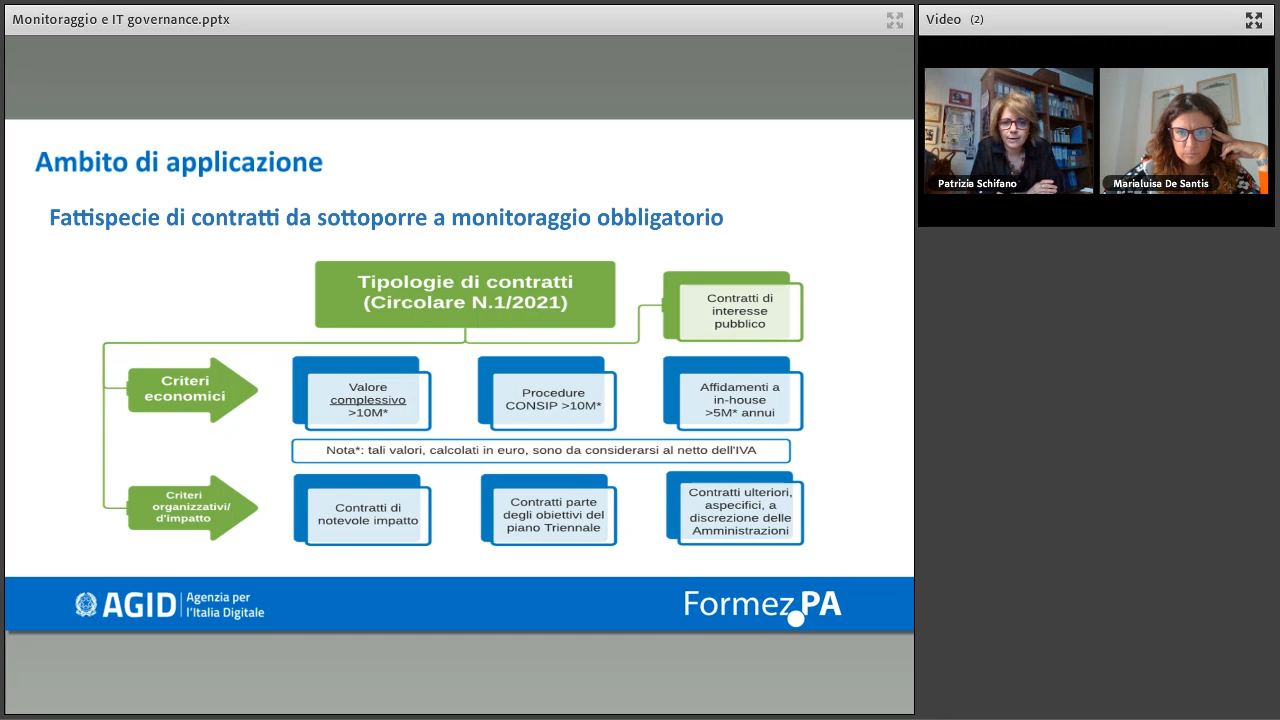 Monitoraggio e IT governance.pptx
Video (2)
Patrizia Schifano
Marialuisa De Santis
Ambito di applicazione
Fattispecie di contratti da sottoporre a monitoraggio obbligatorio
Tipologie di contratti
(Circolare N.1/2021)
Contratti di
interesse
pubblico
Criteri
economici
Valore
complessivo
>10M*
Procedure
CONSIP >10M*
Affidamenti a
in-house
>5M* annui
Nota*: tali valori, calcolati in euro, sono da considerarsi al netto dell'IVA
Criteri
organizzativi/
d'impatto
Contratti di
notevole impatto
Contratti parte
degli obiettivi del
piano Triennale
Contratti ulteriori,
aspecifici, a
discrezione delle
Amministrazioni
AGID
Agenzia per
l'Italia Digitale
Formez PA